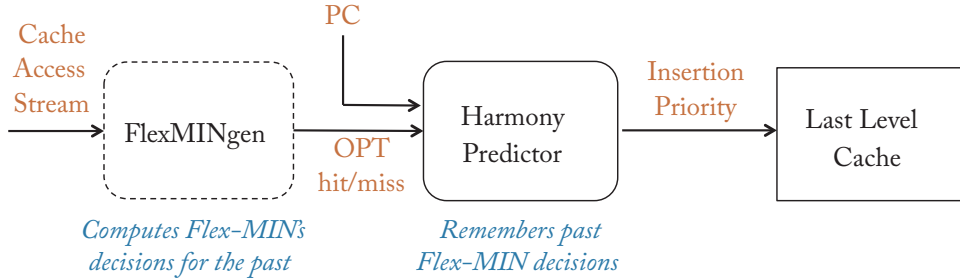 PC
Cache
Access
Stream
FlexMINgen
OPT
hit/miss
Harmony
Predictor
Insertion
Priority
Last Level
Cache
Computes Flex-MIN's
decisions for the past
Remembers past
Flex-MIN decisions